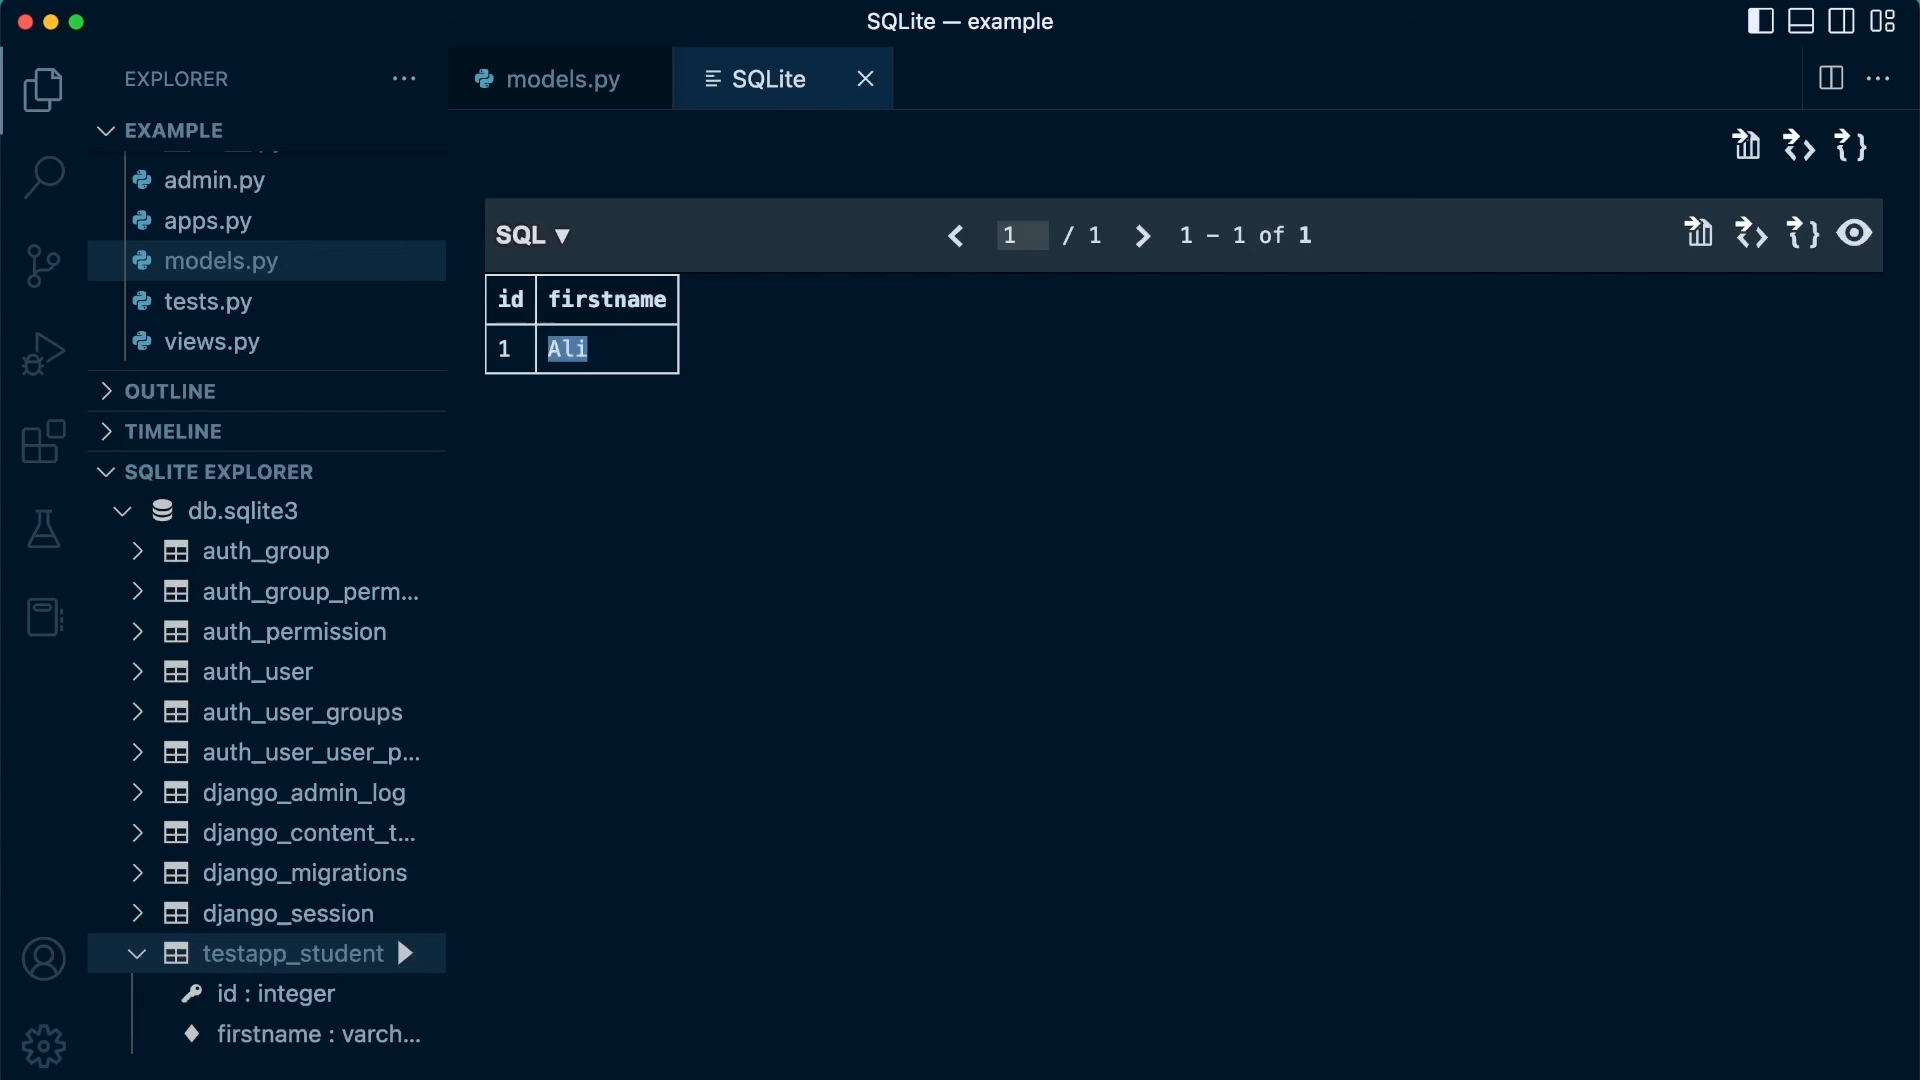 SQLite — example
EXPLORER
models.py
SQLite
EXAMPLE
admin.py
apps.py
models.py
tests.py
views.py
OUTLINE
TIMELINE
SQLITE EXPLORER
db.sqlite3
auth_group
auth_group_perm...
auth_permission
auth_user
auth_user_groups
auth_user_user_p...
django_admin_log
django_content_t...
django_migrations
django_session
testapp_student
id : integer
firstname : varch...
SQL ▼ 1 / 1 1 - 1 of 1
id firstname
1 Ali